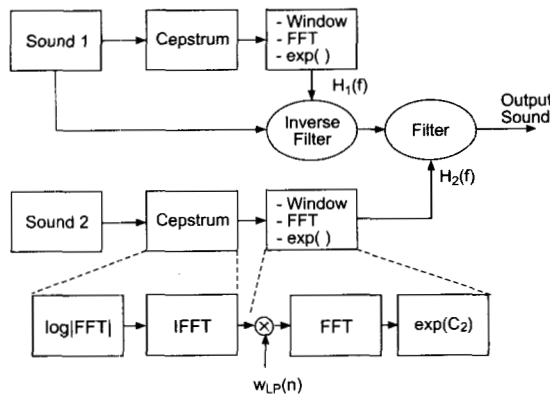 Sound 1
Cepstrum
- Window
- FFT
- exp( )
H₁(f)
Inverse
Filter
Filter
Output
Sound
H₂(f)
Sound 2
Cepstrum
- Window
- FFT
- exp( )
log|FFT|
IFFT
×
FFT
exp(C₂)
w_LP(n)